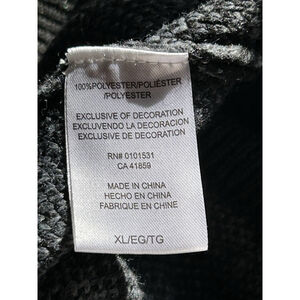 100%POLYESTER/POLIÉSTER
/POLYESTER
EXCLUSIVE OF DECORATION
EXCLUYENDO LA DECORACION
EXCLUSIVE DE DECORATION
RN# 0101531
CA 41859
MADE IN CHINA
HECHO EN CHINA
FABRIQUE EN CHINE
XL/EG/TG